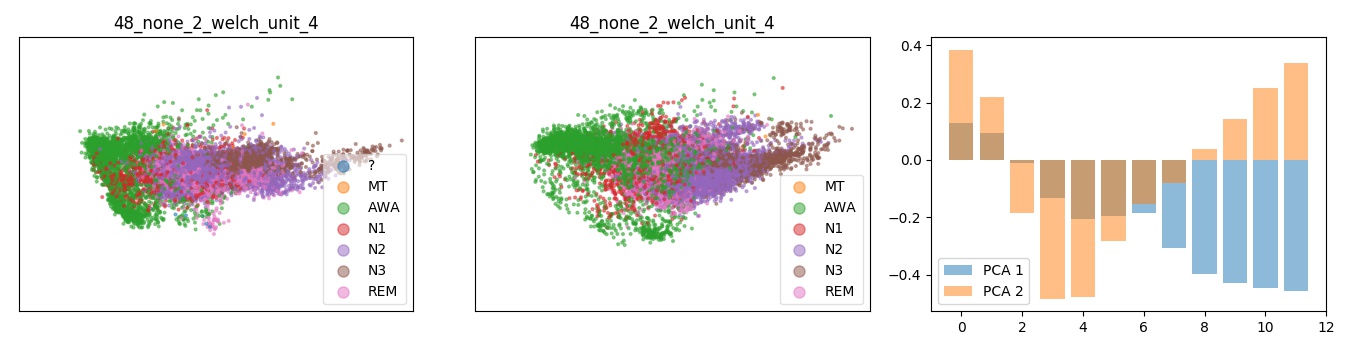 48_none_2_welch_unit_4
?
MT
AWA
N1
N2
N3
REM
48_none_2_welch_unit_4
MT
AWA
N1
N2
N3
REM
0.4
0.2
0.0
−0.2
−0.4
PCA 1
PCA 2
0 2 4 6 8 10 12